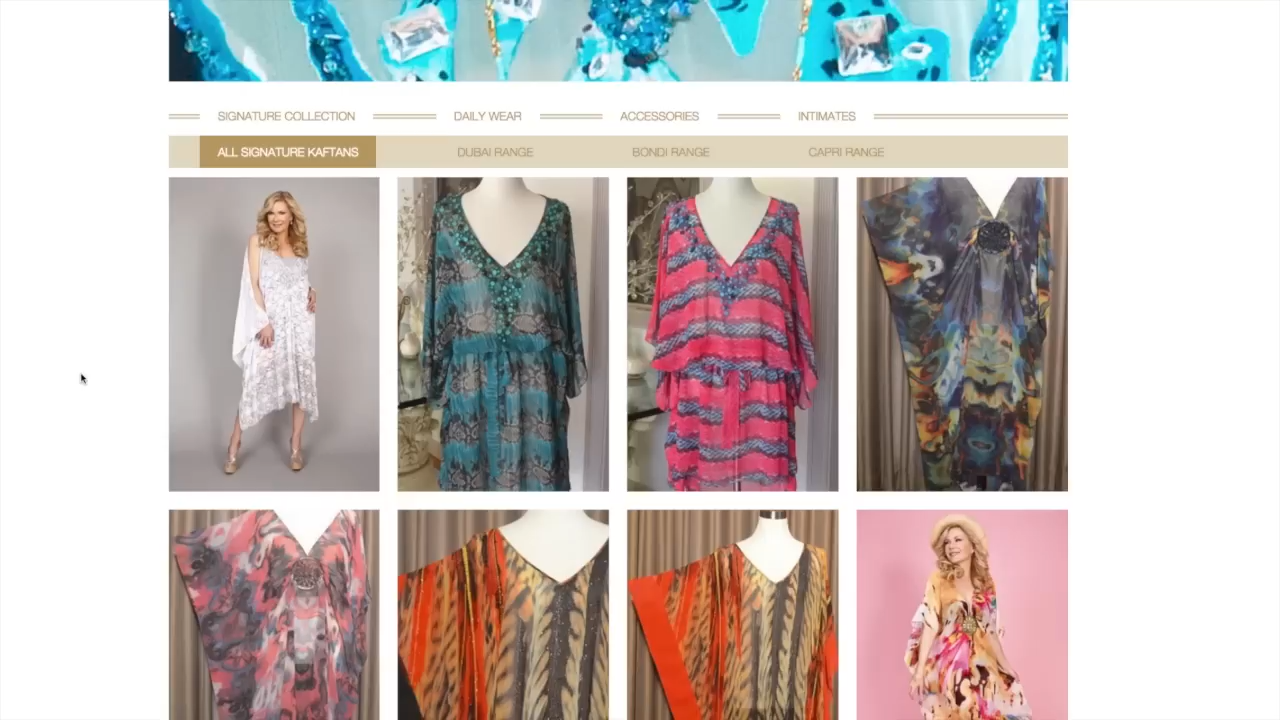 SIGNATURE COLLECTION DAILY WEAR ACCESSORIES INTIMATES
ALL SIGNATURE KAFTANS DUBAI RANGE BONDI RANGE CAPRI RANGE